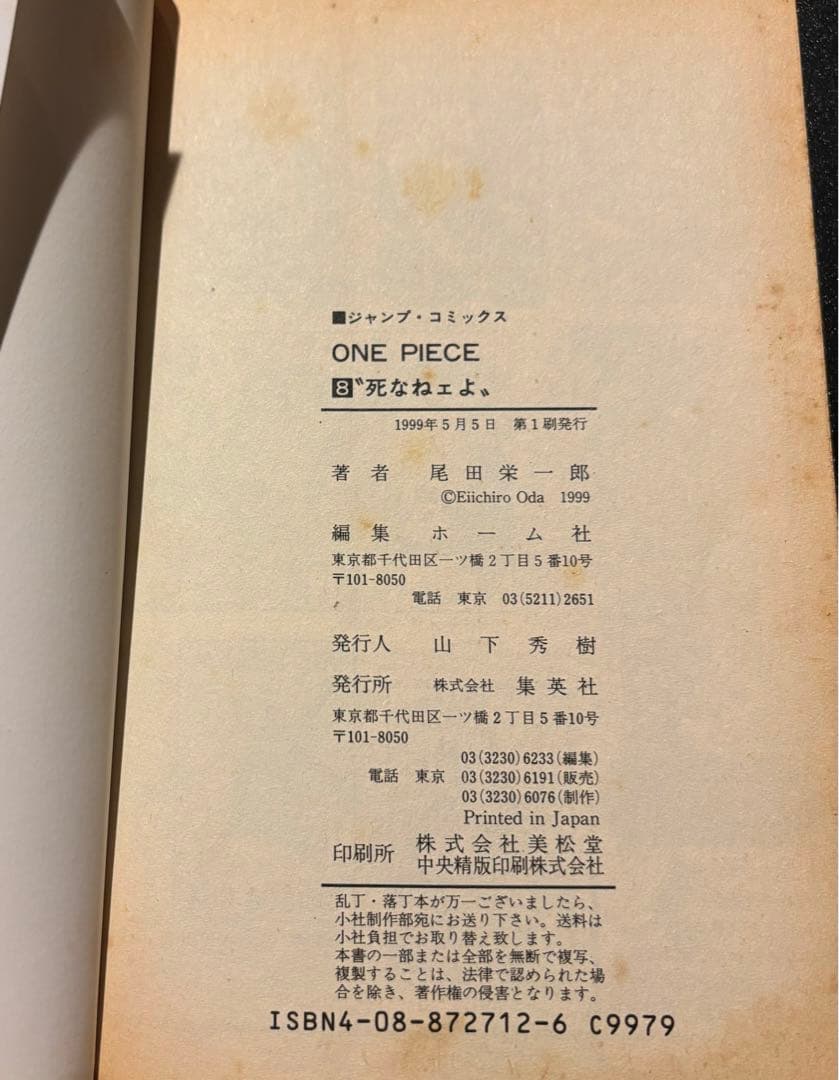 ■ジャンプ・コミックス
ONE PIECE
8〝死なねェよ〟
1999年5月5日 第1刷発行
著者 尾田栄一郎
©Eiichiro Oda 1999
編集 ホーム社
東京都千代田区一ツ橋2丁目5番10号
〒101-8050
電話 東京 03(5211)2651
発行人 山下秀樹
発行所 株式会社 集英社
東京都千代田区一ツ橋2丁目5番10号
〒101-8050
03(3230)6233(編集)
電話 東京 03(3230)6191(販売)
03(3230)6076(制作)
Printed in Japan
印刷所 株式会社美松堂
中央精版印刷株式会社
乱丁・落丁本が万一ございましたら、
小社制作部宛にお送り下さい。送料は
小社負担でお取り替え致します。
本書の一部または全部を無断で複写、
複製することは、法律で認められた場
合を除き、著作権の侵害となります。
ISBN4-08-872712-6 C9979